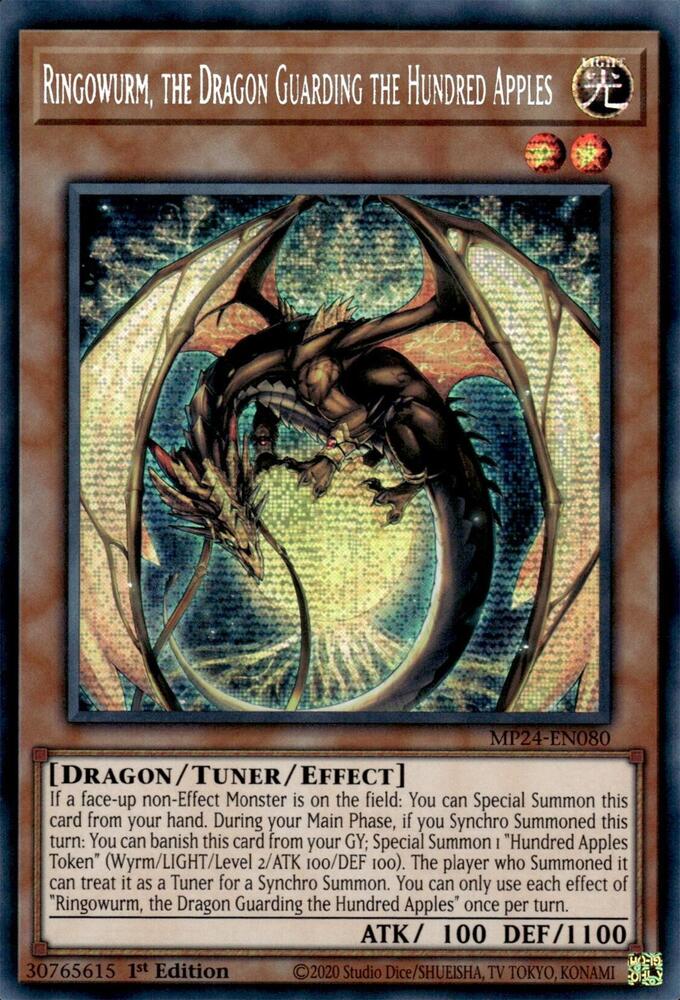 RINGOWURM, THE DRAGON GUARDING THE HUNDRED APPLES
LIGHT
光
MP24-EN080
[DRAGON/TUNER/EFFECT]
If a face-up non-Effect Monster is on the field: You can Special Summon this
card from your hand. During your Main Phase, if you Synchro Summoned this
turn: You can banish this card from your GY; Special Summon 1 "Hundred Apples
Token" (Wyrm/LIGHT/Level 2/ATK 100/DEF 100). The player who Summoned it
can treat it as a Tuner for a Synchro Summon. You can only use each effect of
"Ringowurm, the Dragon Guarding the Hundred Apples" once per turn.
ATK/ 100 DEF/1100
30765615 1st Edition ©2020 Studio Dice/SHUEISHA, TV TOKYO, KONAMI